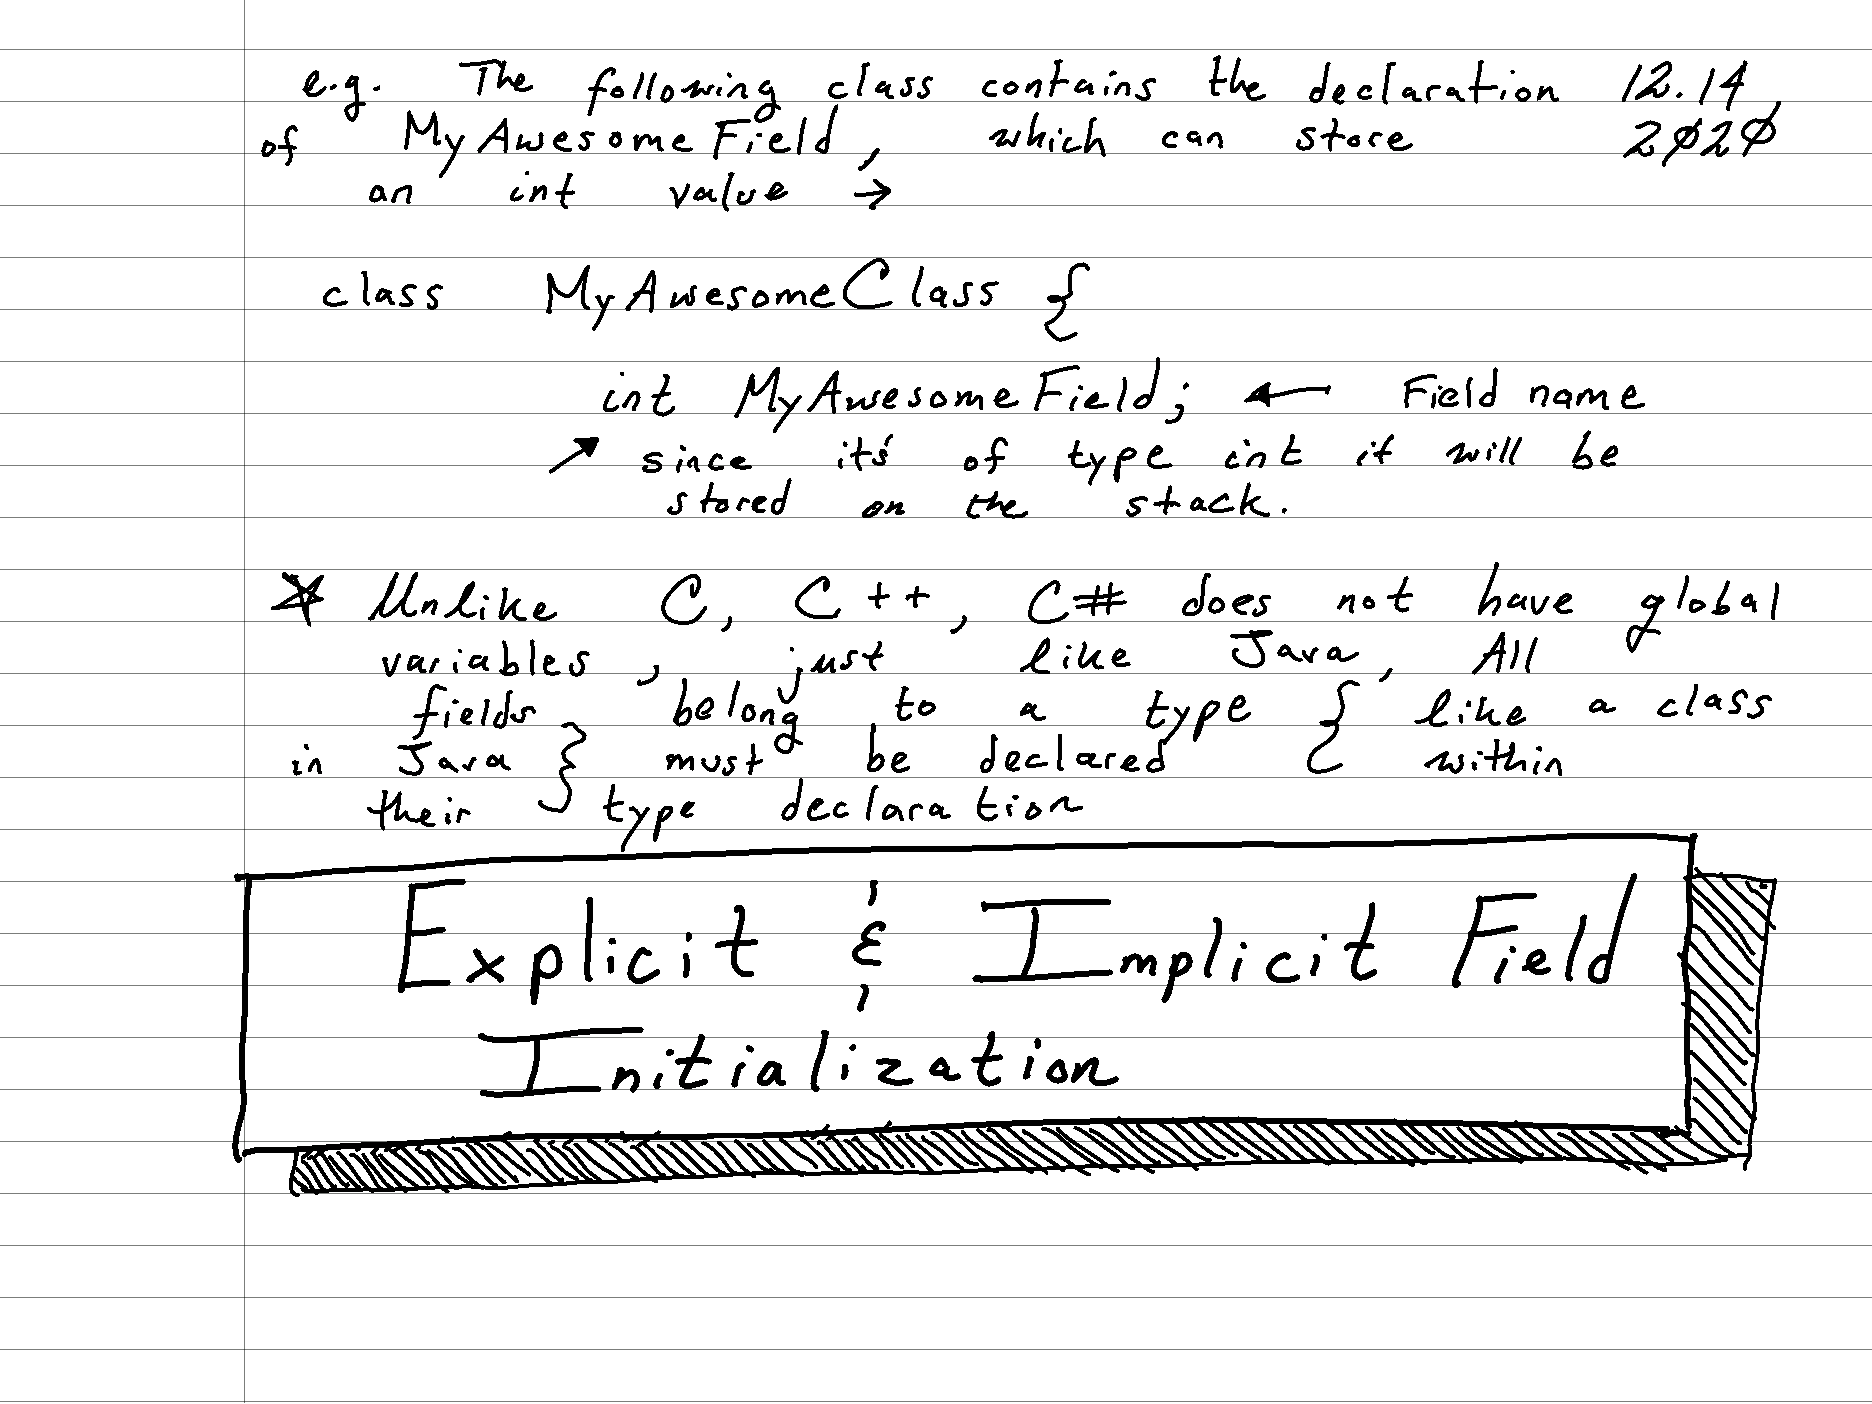 e.g. The following class contains the declaration 12.14,
of MyAwesomeField, which can store 2020
an int value →
class MyAwesomeClass {
int MyAwesomeField; ← Field name
↗ since it's of type int it will be
stored on the stack.
☆ Unlike C, C++, C# does not have global
variables, just like Java, All
fields belong to a type { like a class
in Java } must be declared within
their type declaration
Explicit & Implicit Field
Initialization